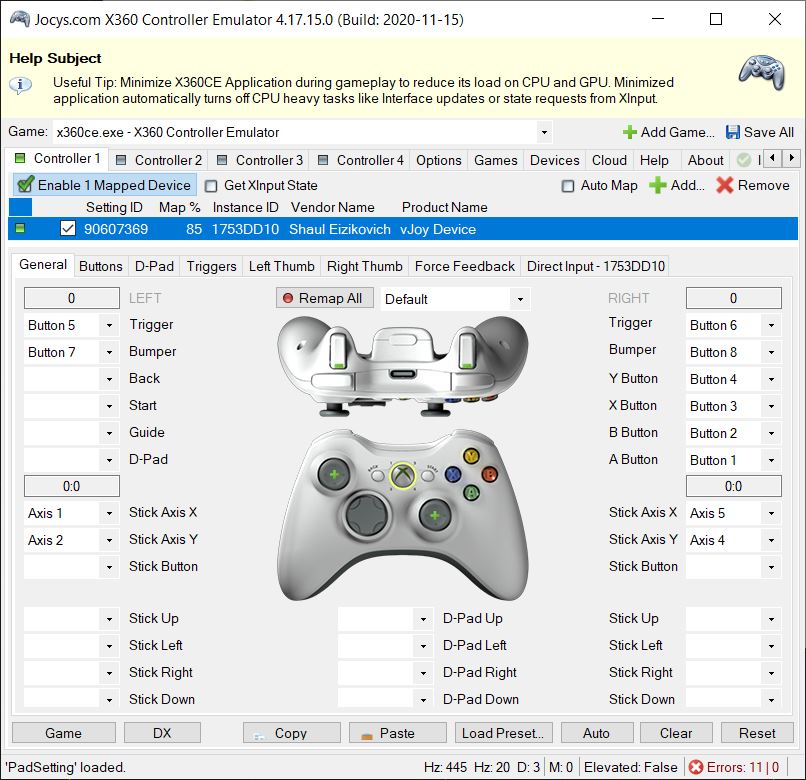 Jocys.com X360 Controller Emulator 4.17.15.0 (Build: 2020-11-15)
Help Subject
Useful Tip: Minimize X360CE Application during gameplay to reduce its load on CPU and GPU. Minimized
application automatically turns off CPU heavy tasks like Interface updates or state requests from XInput.
Game: x360ce.exe - X360 Controller Emulator Add Game... Save All
Controller 1 Controller 2 Controller 3 Controller 4 Options Games Devices Cloud Help About
Enable 1 Mapped Device Get XInput State Auto Map Add... Remove
Setting ID Map % Instance ID Vendor Name Product Name
90607369 85 1753DD10 Shaul Eizikovich vJoy Device
General Buttons D-Pad Triggers Left Thumb Right Thumb Force Feedback Direct Input - 1753DD10
0 LEFT Remap All Default RIGHT 0
Button 5 Trigger Trigger Button 6
Button 7 Bumper Bumper Button 8
Back Y Button Button 4
Start X Button Button 3
Guide B Button Button 2
D-Pad A Button Button 1
BACK START Y X B A
0:0 0:0
Axis 1 Stick Axis X Stick Axis X Axis 5
Axis 2 Stick Axis Y Stick Axis Y Axis 4
Stick Button Stick Button
Stick Up D-Pad Up Stick Up
Stick Left D-Pad Left Stick Left
Stick Right D-Pad Right Stick Right
Stick Down D-Pad Down Stick Down
Game DX Copy Paste Load Preset... Auto Clear Reset
'PadSetting' loaded. Hz: 445 Hz: 20 D: 3 M: 0 Elevated: False Errors: 11 | 0